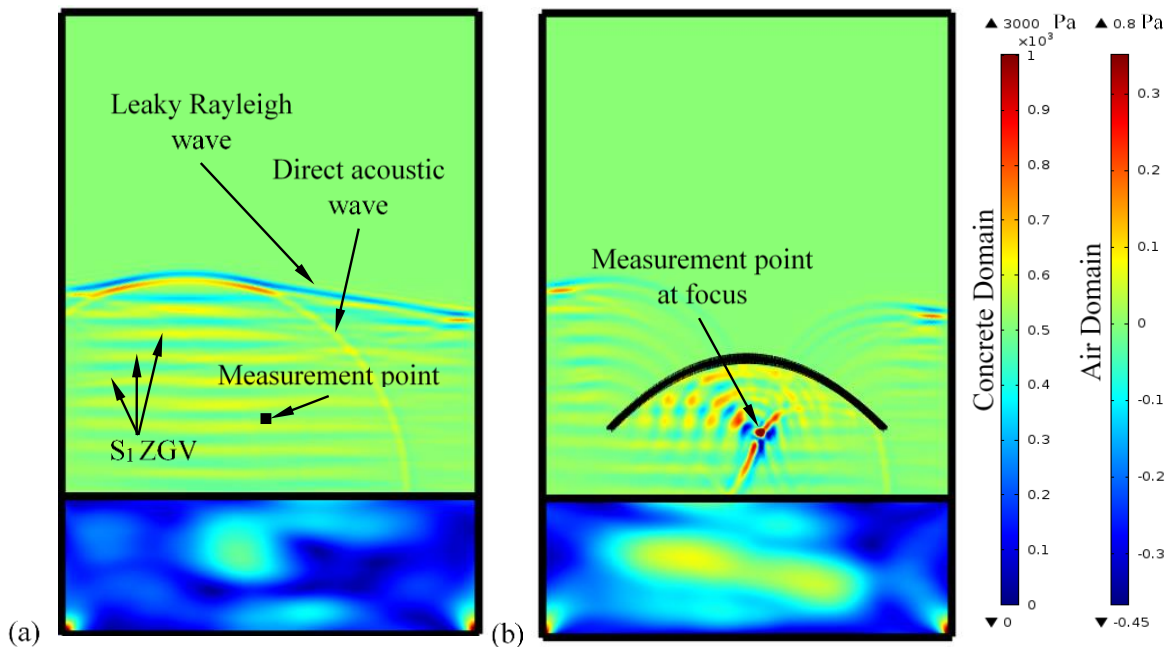 Leaky Rayleigh
wave
Direct acoustic
wave
Measurement point
S₁ ZGV
(a)
Measurement point
at focus
(b)
▲ 3000 Pa
×10³
1
0.9
0.8
0.7
0.6
0.5
0.4
0.3
0.2
0.1
0
▼ 0
Concrete Domain
▲ 0.8 Pa
0.3
0.2
0.1
0
-0.1
-0.2
-0.3
▼ -0.45
Air Domain